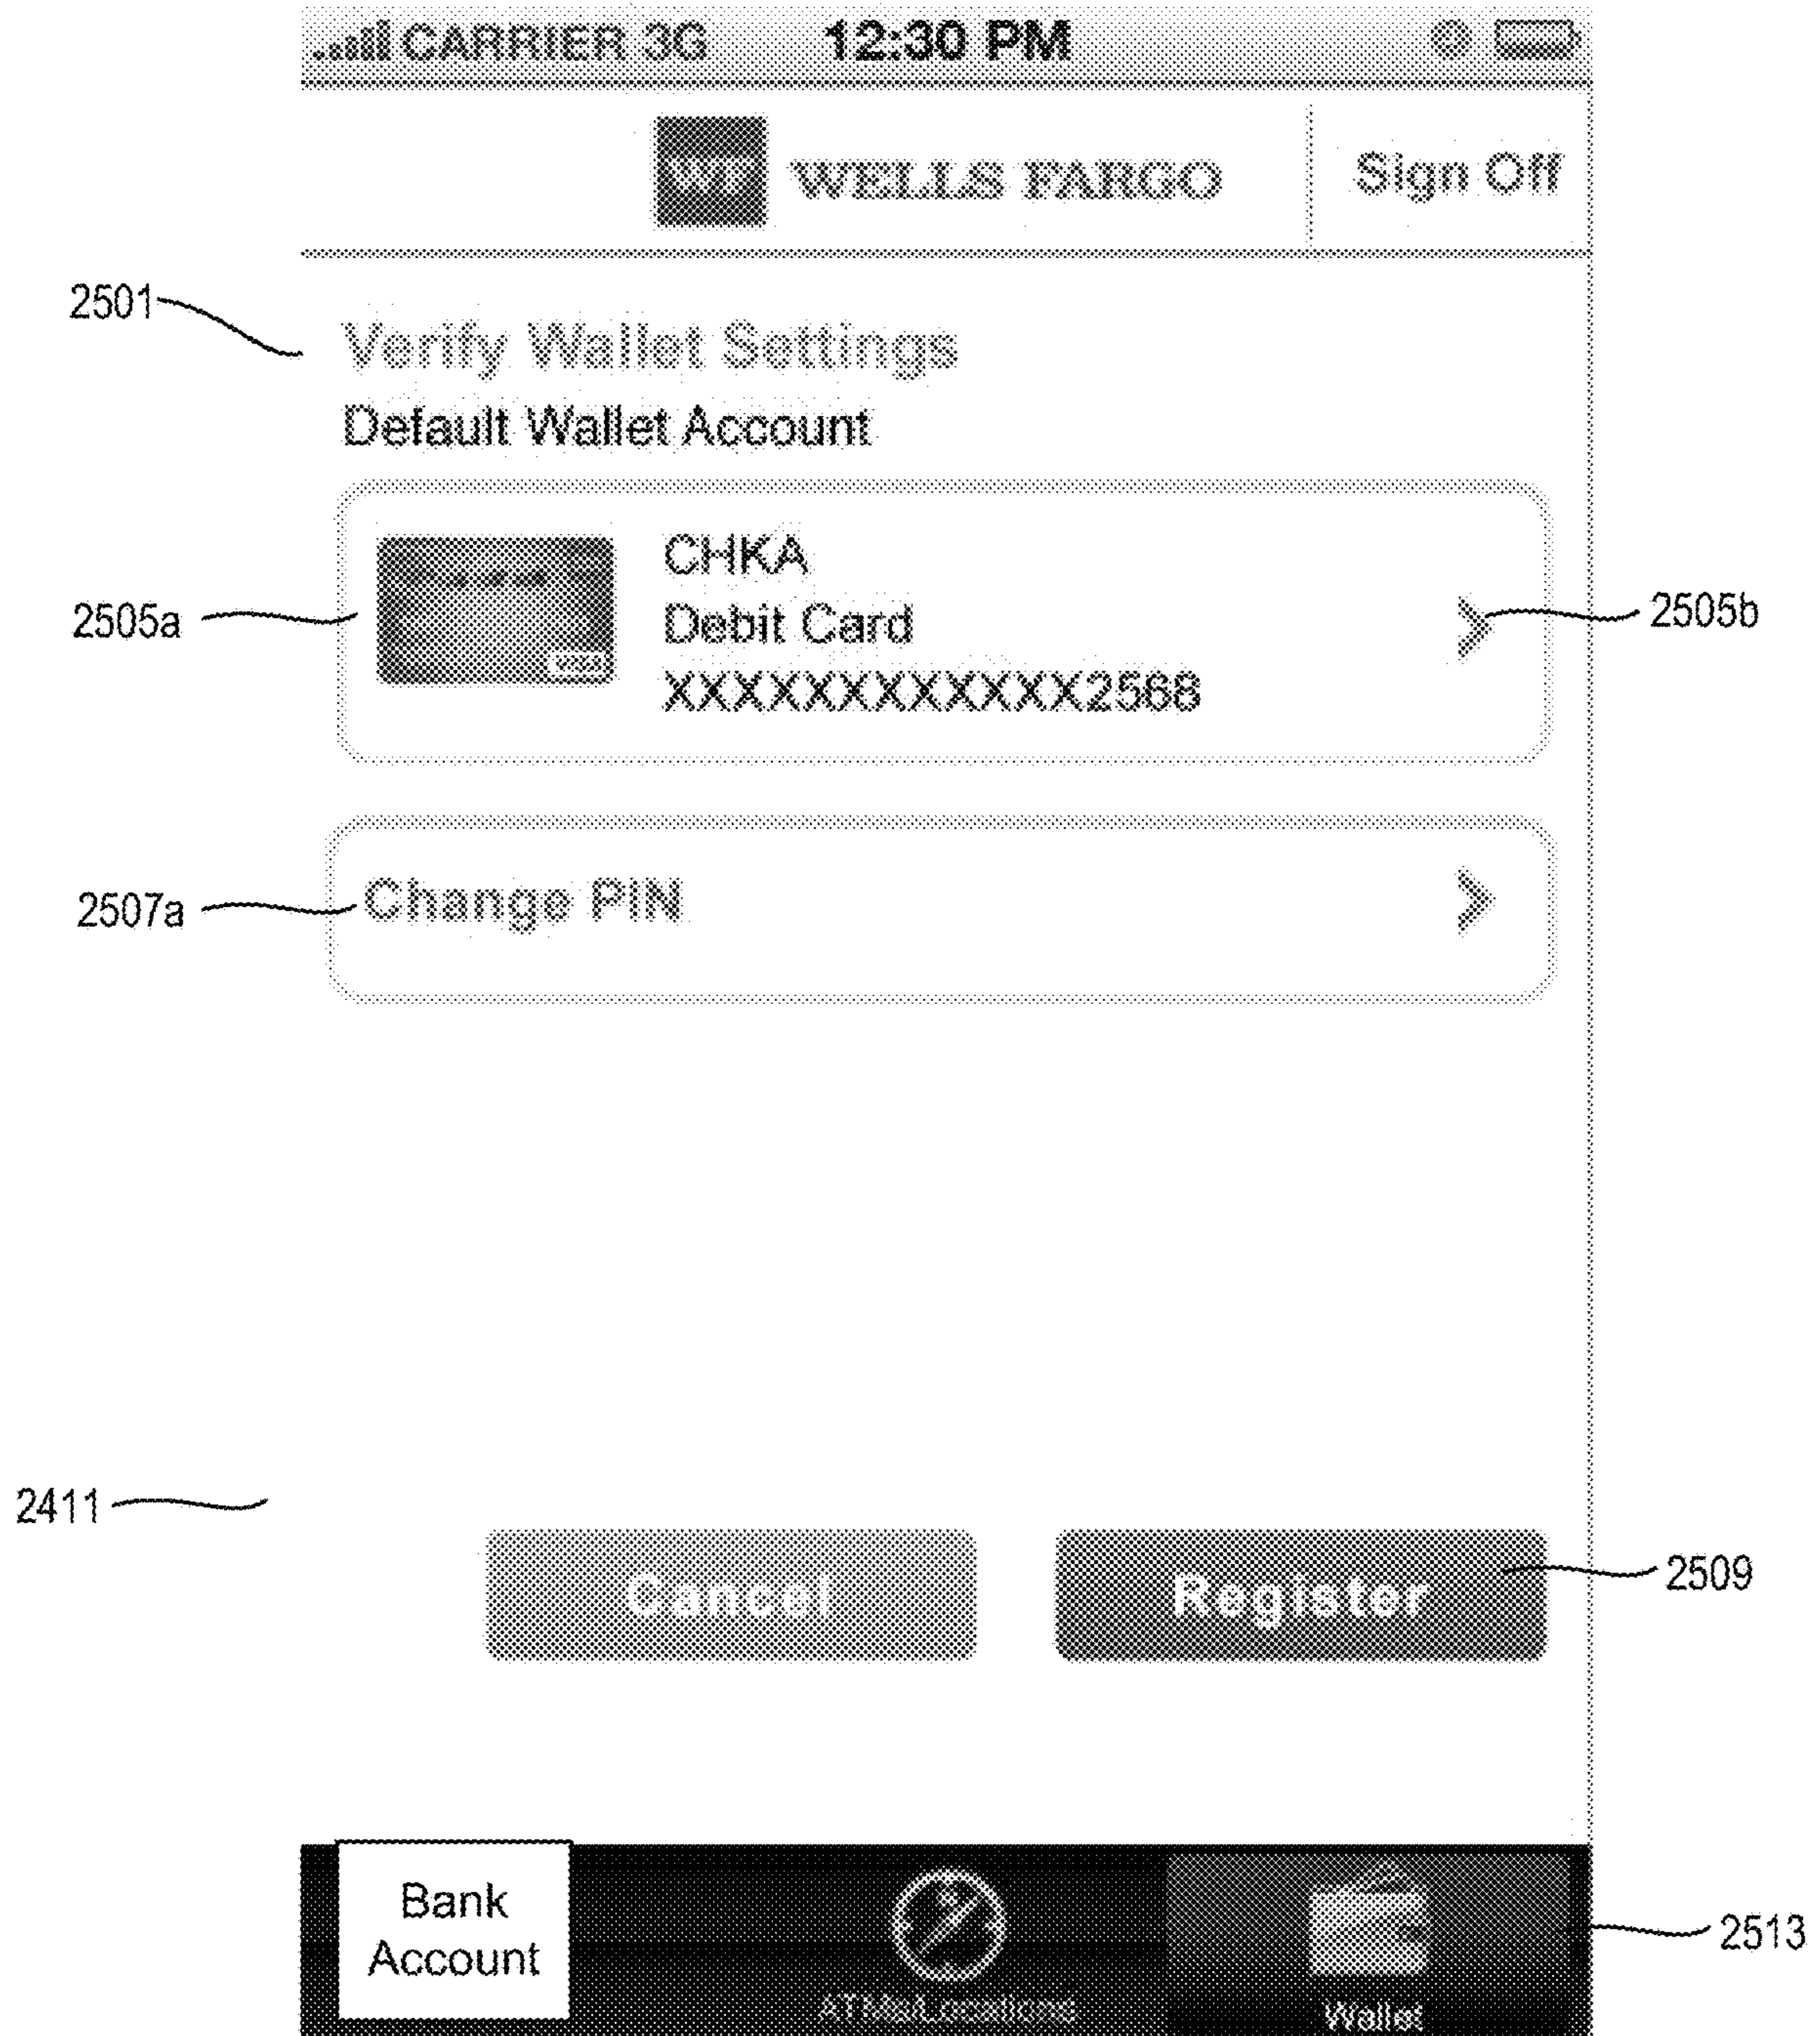 CARRIER 3G 12:30 PM
WF WELLS FARGO Sign Off
2501
Verify Wallet Settings
Default Wallet Account
CHKA
2505a Debit Card 2505b
XXXXXXXXXXXX2568
2507a Change PIN
2411
Cancel Register 2509
Bank
Account
2513
Wallet